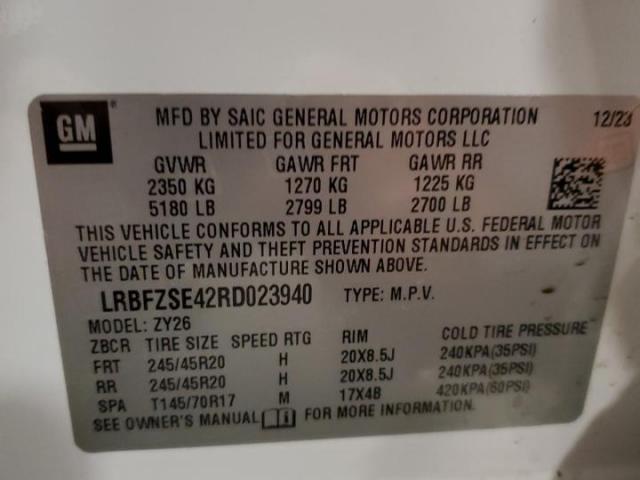 GM ®
MFD BY SAIC GENERAL MOTORS CORPORATION 12/23
LIMITED FOR GENERAL MOTORS LLC
GVWR GAWR FRT GAWR RR
2350 KG 1270 KG 1225 KG
5180 LB 2799 LB 2700 LB
THIS VEHICLE CONFORMS TO ALL APPLICABLE U.S. FEDERAL MOTOR
VEHICLE SAFETY AND THEFT PREVENTION STANDARDS IN EFFECT ON
THE DATE OF MANUFACTURE SHOWN ABOVE.
LRBFZSE42RD023940 TYPE: M.P.V.
MODEL: ZY26
ZBCR TIRE SIZE SPEED RTG RIM COLD TIRE PRESSURE
FRT 245/45R20 H 20X8.5J 240KPA(35PSI)
RR 245/45R20 H 20X8.5J 240KPA(35PSI)
SPA T145/70R17 M 17X4B 420KPA(60PSI)
SEE OWNER'S MANUAL FOR MORE INFORMATION.